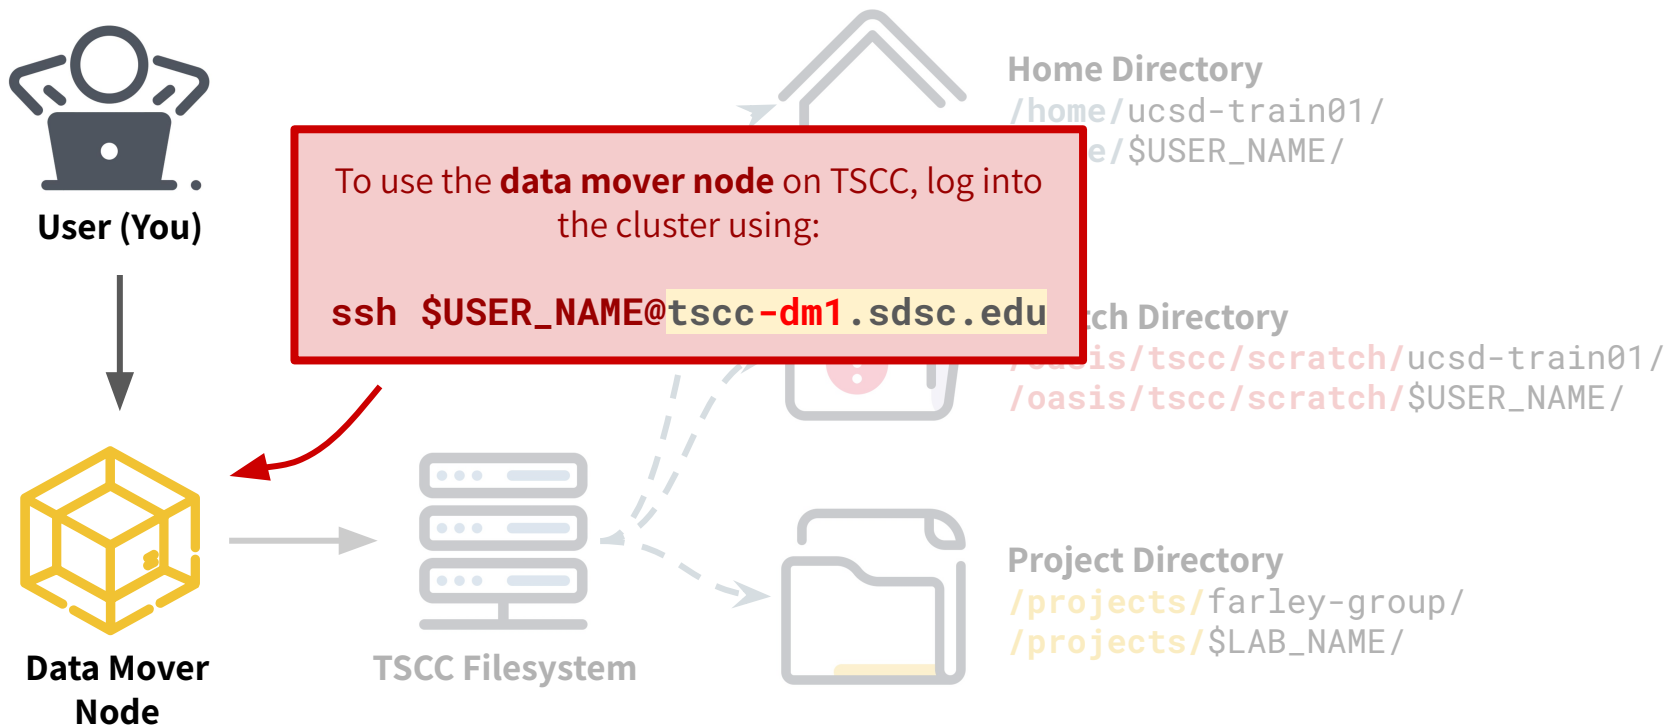 User (You)
Data Mover
Node
To use the data mover node on TSCC, log into
the cluster using:
ssh $USER_NAME@tscc-dm1.sdsc.edu
TSCC Filesystem
Home Directory
/home/ucsd-train01/
e/$USER_NAME/
tch Directory
/oasis/tscc/scratch/ucsd-train01/
/oasis/tscc/scratch/$USER_NAME/
Project Directory
/projects/farley-group/
/projects/$LAB_NAME/